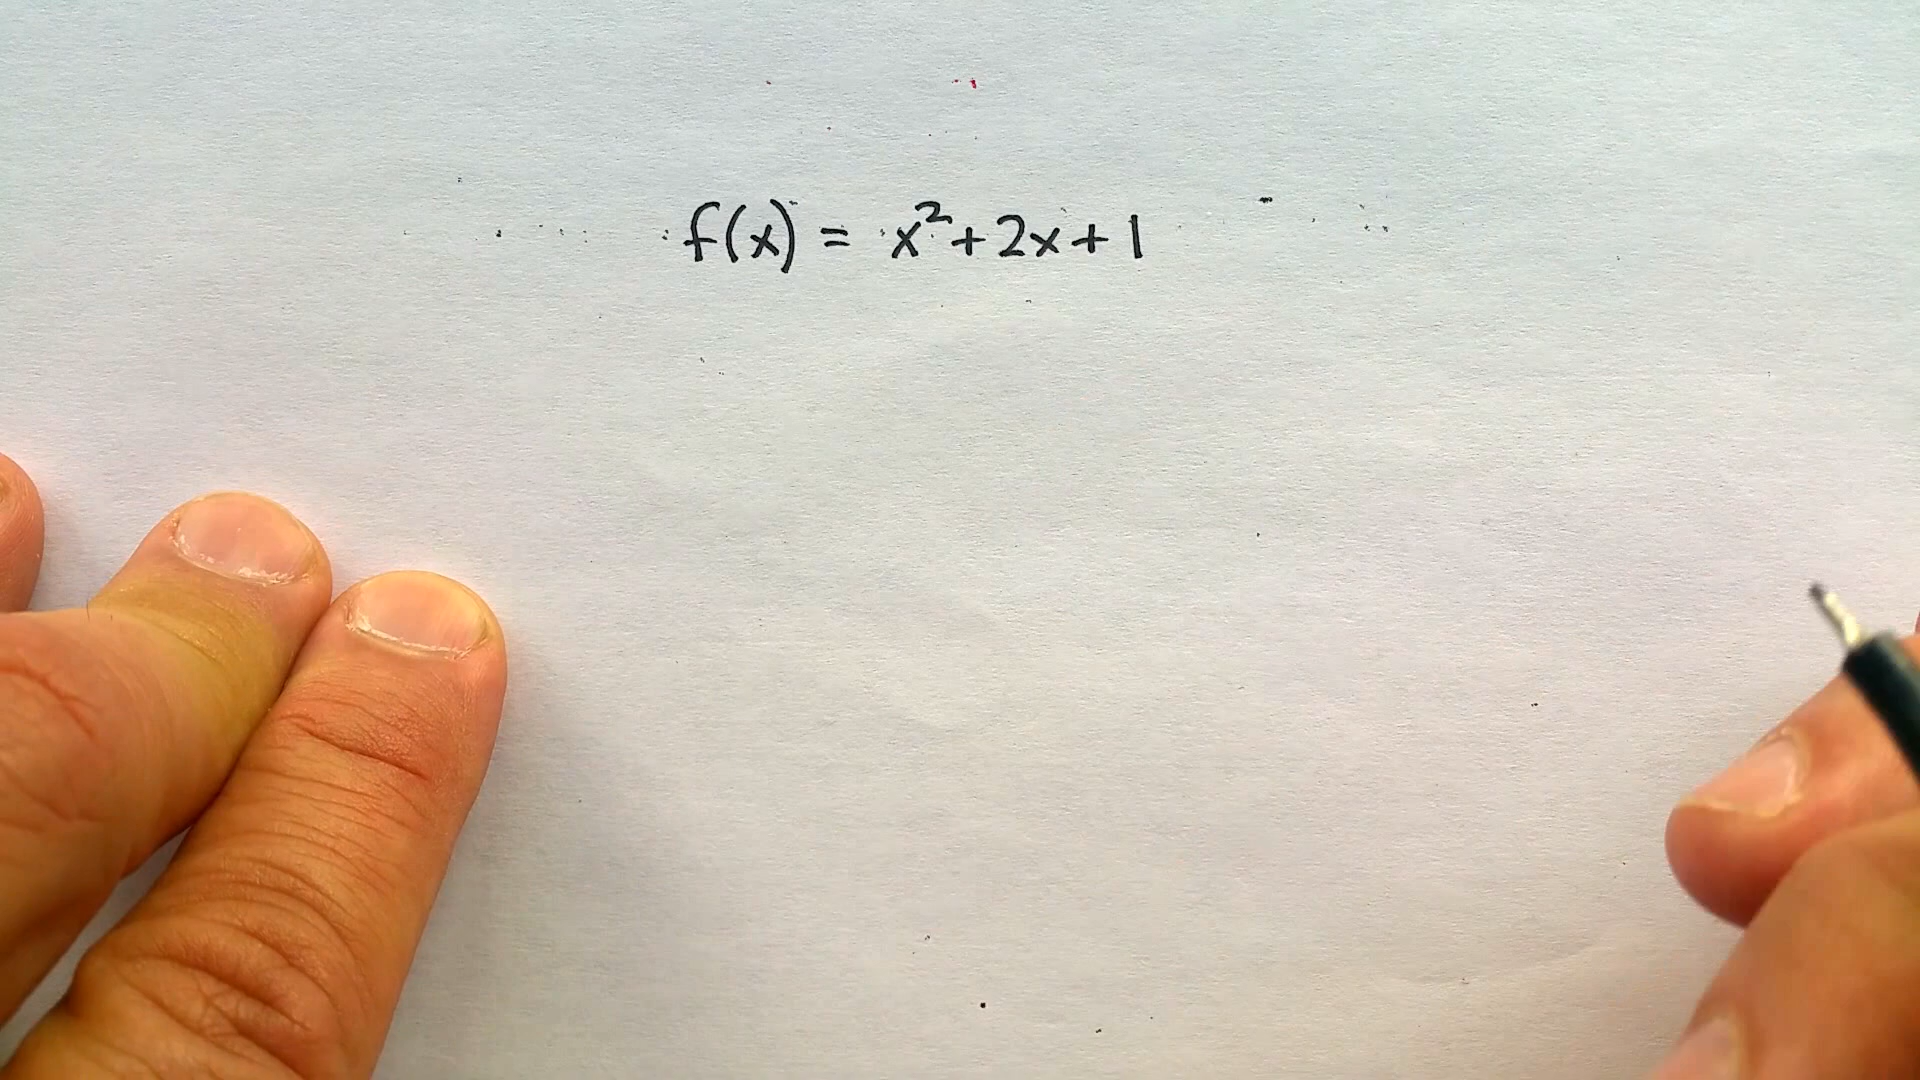 f(x) = x²+2x+1